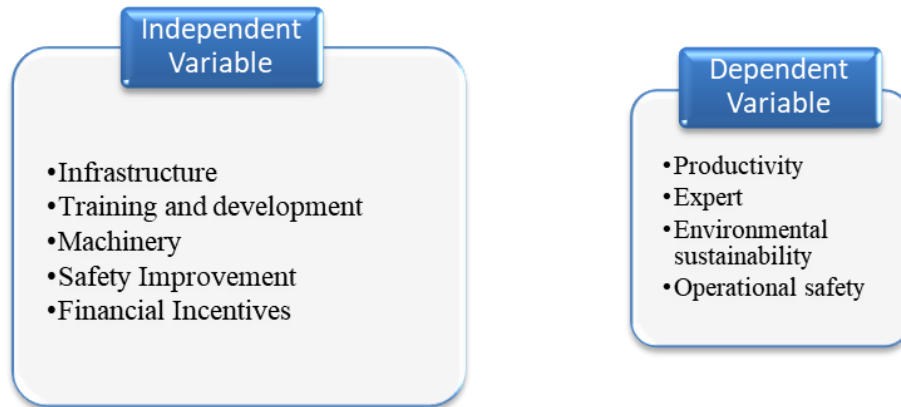 Independent
Variable
•Infrastructure
•Training and development
•Machinery
•Safety Improvement
•Financial Incentives
Dependent
Variable
•Productivity
•Expert
•Environmental
sustainability
•Operational safety